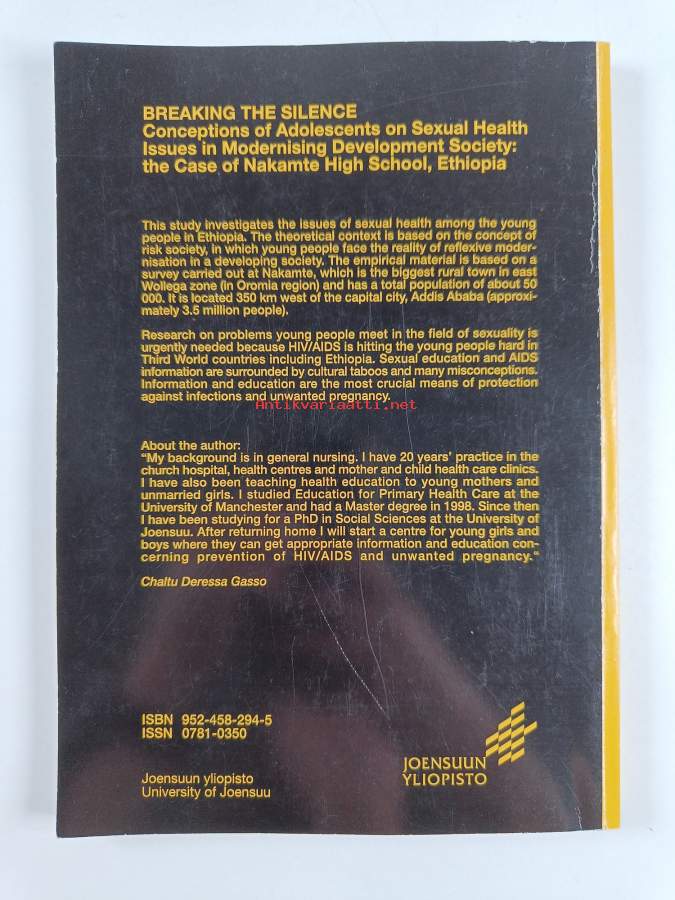 BREAKING THE SILENCE
Conceptions of Adolescents on Sexual Health
Issues in Modernising Development Society:
the Case of Nakamte High School, Ethiopia
This study investigates the issues of sexual health among the young
people in Ethiopia. The theoretical context is based on the concept of
risk society, in which young people face the reality of reflexive moder-
nisation in a developing society. The empirical material is based on a
survey carried out at Nakamte, which is the biggest rural town in east
Wollega zone (in Oromia region) and has a total population of about 50
000. It is located 350 km west of the capital city, Addis Ababa (approxi-
mately 3.5 million people).
Research on problems young people meet in the field of sexuality is
urgently needed because HIV/AIDS is hitting the young people hard in
Third World countries including Ethiopia. Sexual education and AIDS
information are surrounded by cultural taboos and many misconceptions.
Information and education are the most crucial means of protection
against infections and unwanted pregnancy.
Antikvariaatti.net
About the author:
"My background is in general nursing. I have 20 years' practice in the
church hospital, health centres and mother and child health care clinics.
I have also been teaching health education to young mothers and
unmarried girls. I studied Education for Primary Health Care at the
University of Manchester and had a Master degree in 1998. Since then
I have been studying for a PhD in Social Sciences at the University of
Joensuu. After returning home I will start a centre for young girls and
boys where they can get appropriate information and education con-
cerning prevention of HIV/AIDS and unwanted pregnancy."
Chaltu Deressa Gasso
ISBN 952-458-294-5
ISSN 0781-0350
Joensuun yliopisto
University of Joensuu
JOENSUUN
YLIOPISTO